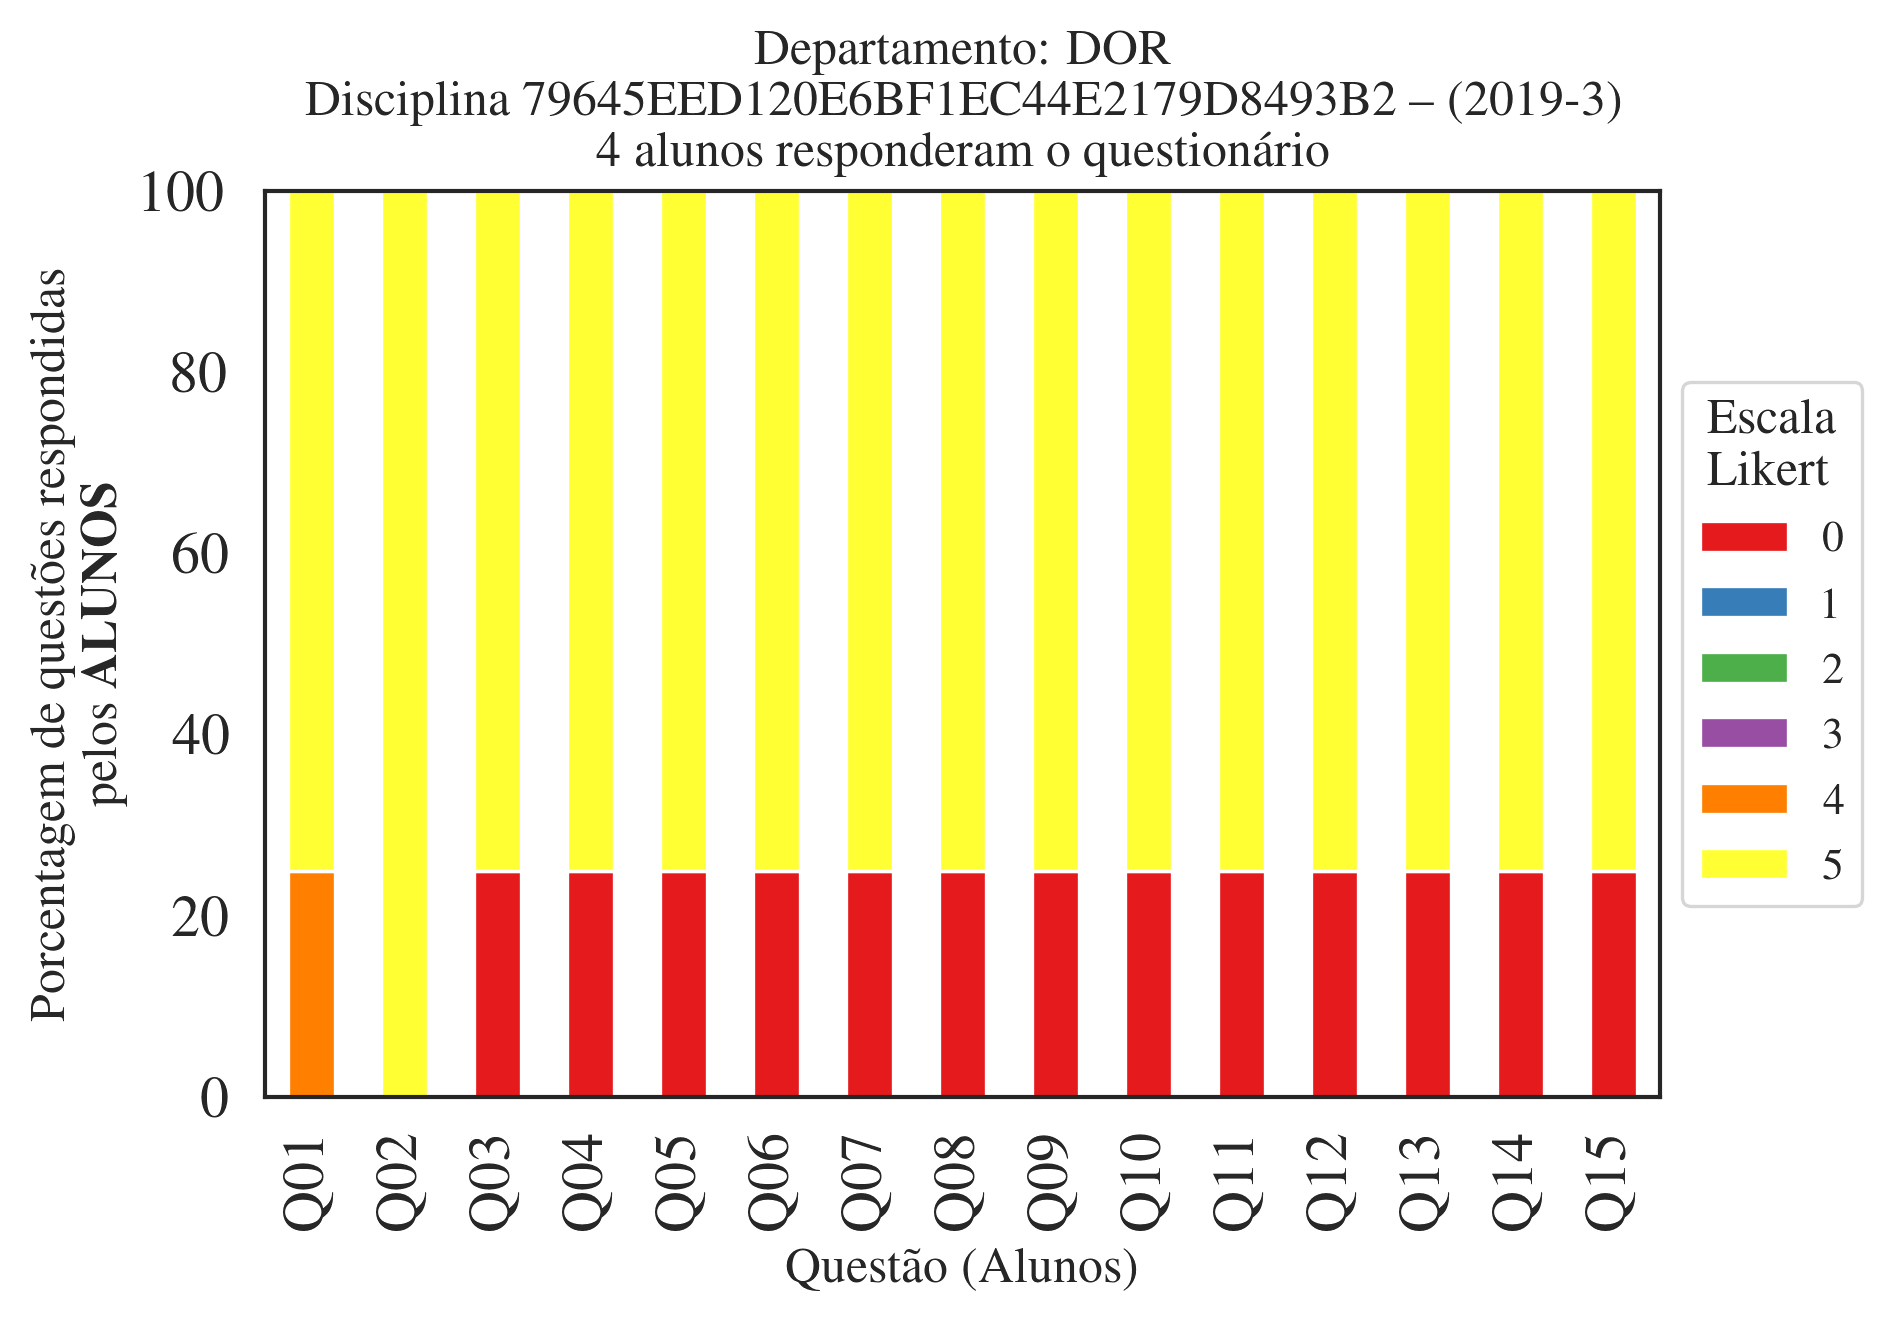 Departamento: DOR
Disciplina 79645EED120E6BF1EC44E2179D8493B2 – (2019-3)
4 alunos responderam o questionário
Porcentagem de questões respondidas
pelos ALUNOS
100
80
60
40
20
0
Q01
Q02
Q03
Q04
Q05
Q06
Q07
Q08
Q09
Q10
Q11
Q12
Q13
Q14
Q15
Questão (Alunos)
Escala
Likert
0
1
2
3
4
5